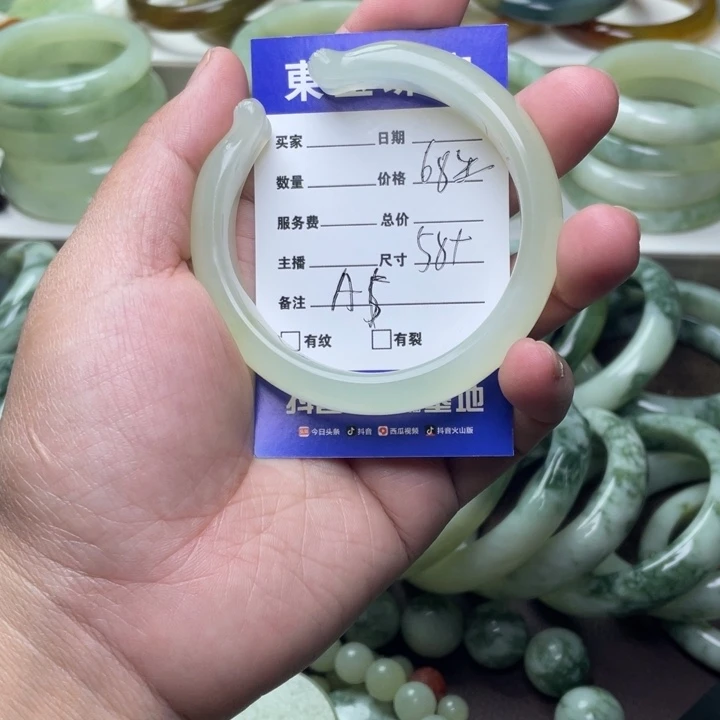 東
买家 日期
数量 价格 68
服务费 总价
主播 尺寸 58+
备注 A5
有纹 有裂
地
今日头条 抖音 西瓜视频 抖音火山版